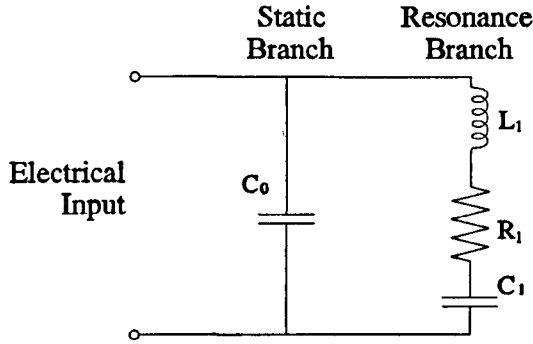 Static
Branch
Resonance
Branch
L₁
Electrical
Input
C₀
R₁
C₁